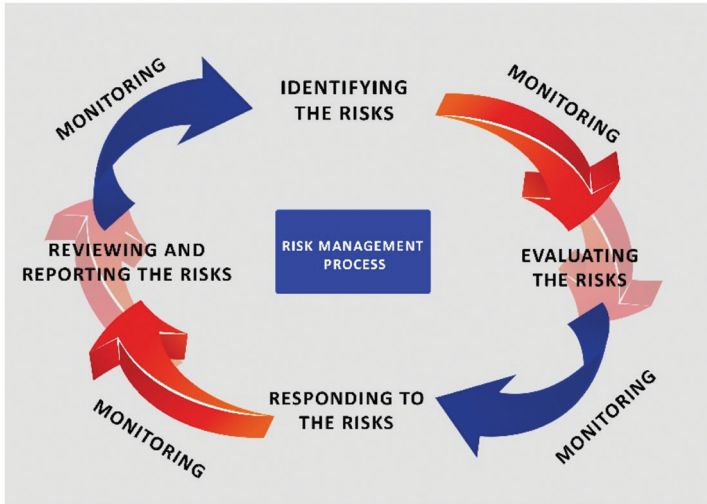 MONITORING
IDENTIFYING
THE RISKS
MONITORING
REVIEWING AND
REPORTING THE RISKS
RISK MANAGEMENT
PROCESS
EVALUATING
THE RISKS
RESPONDING TO
THE RISKS
MONITORING
MONITORING